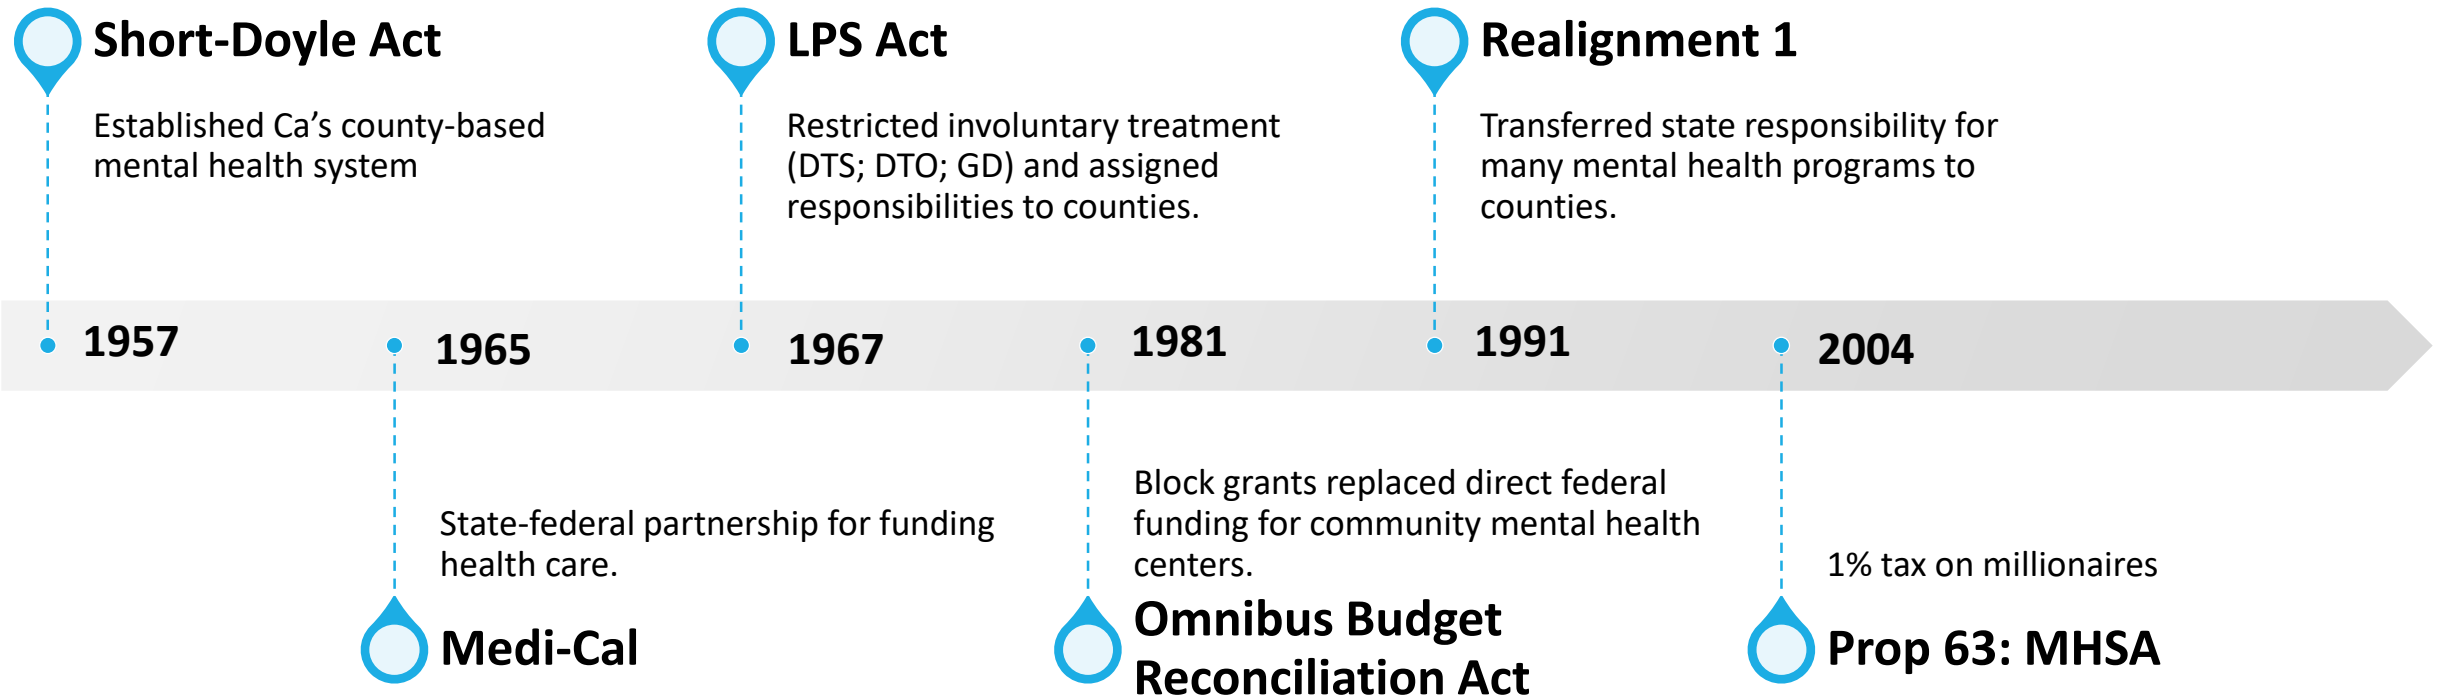 Short-Doyle Act
Established Ca's county-based
mental health system
LPS Act
Restricted involuntary treatment
(DTS; DTO; GD) and assigned
responsibilities to counties.
Realignment 1
Transferred state responsibility for
many mental health programs to
counties.
1957
1965
1967
1981
1991
2004
State-federal partnership for funding
health care.
Medi-Cal
Block grants replaced direct federal
funding for community mental health
centers.
Omnibus Budget
Reconciliation Act
1% tax on millionaires
Prop 63: MHSA